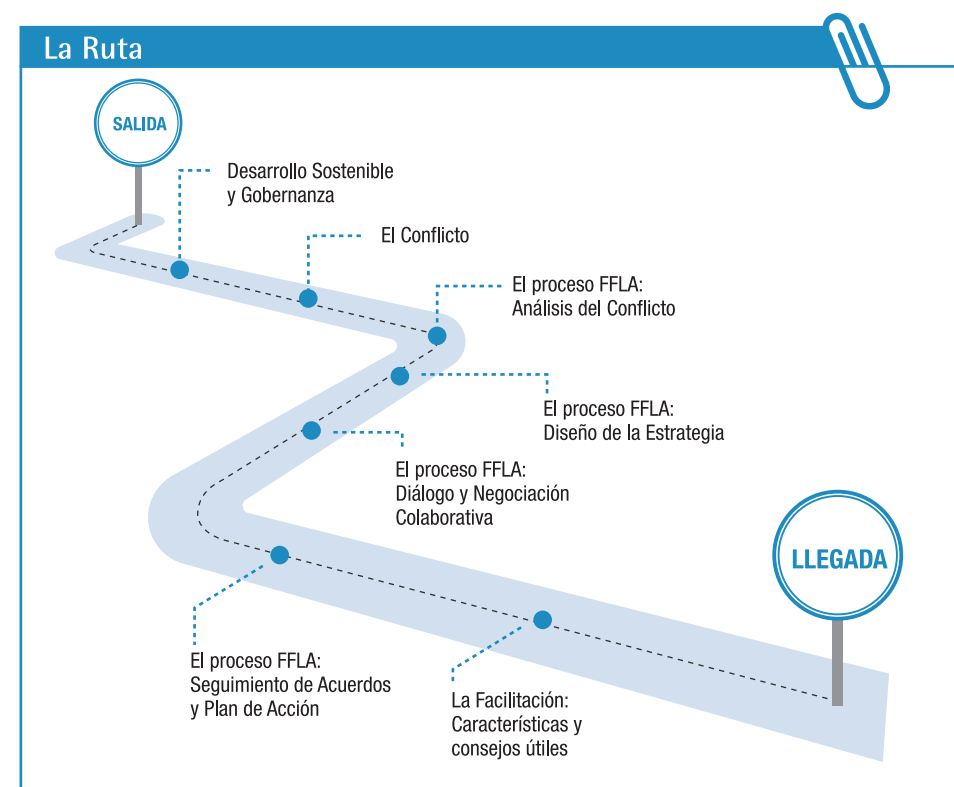 La Ruta
SALIDA
Desarrollo Sostenible
y Gobernanza
El Conflicto
El proceso FFLA:
Análisis del Conflicto
El proceso FFLA:
Diseño de la Estrategia
El proceso FFLA:
Diálogo y Negociación
Colaborativa
El proceso FFLA:
Seguimiento de Acuerdos
y Plan de Acción
La Facilitación:
Características y
consejos útiles
LLEGADA